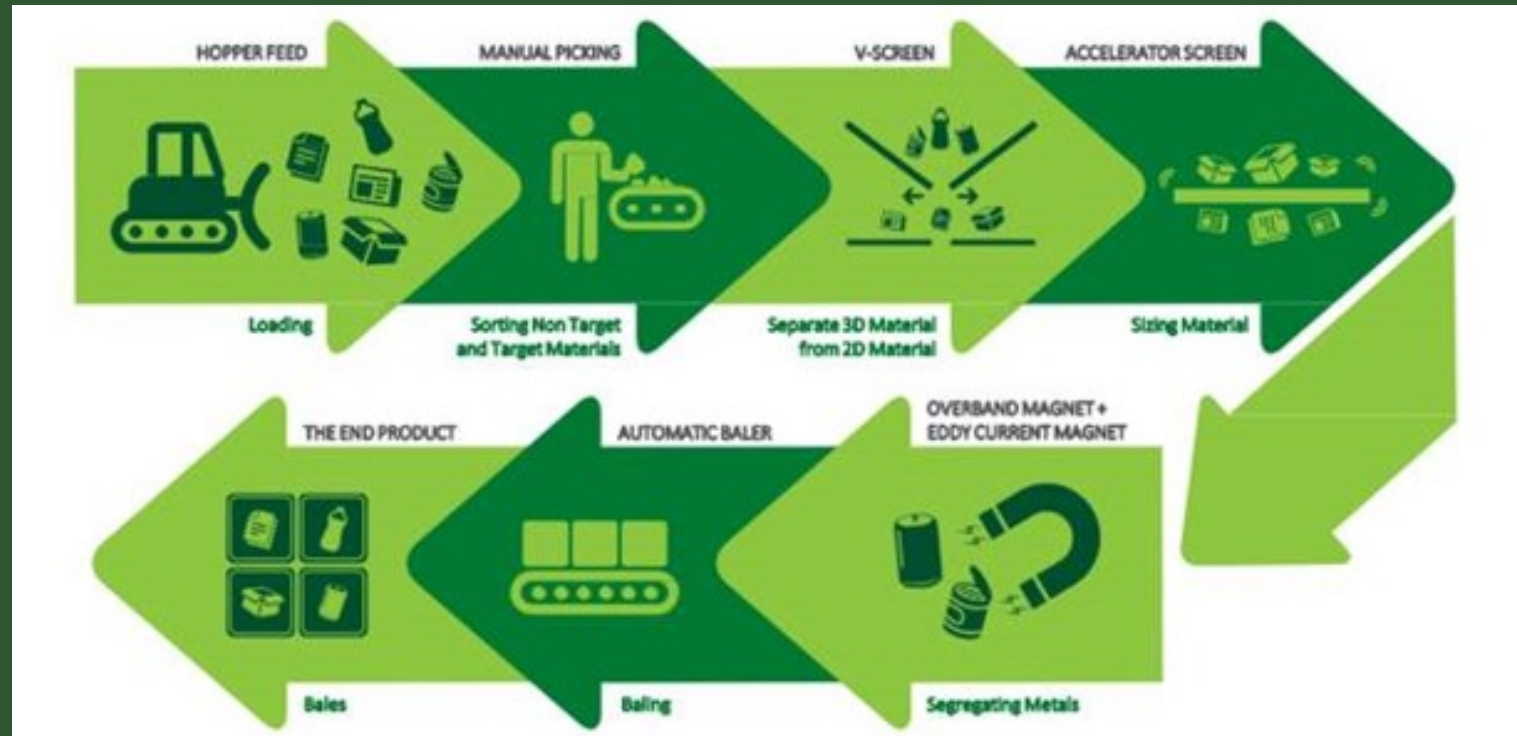 HOPPER FEED
Loading
MANUAL PICKING
Sorting Non Target
and Target Materials
V-SCREEN
Separate 3D Material
from 2D Material
ACCELERATOR SCREEN
Sizing Material
OVERBAND MAGNET +
EDDY CURRENT MAGNET
Segregating Metals
AUTOMATIC BALER
Baling
THE END PRODUCT
Bales